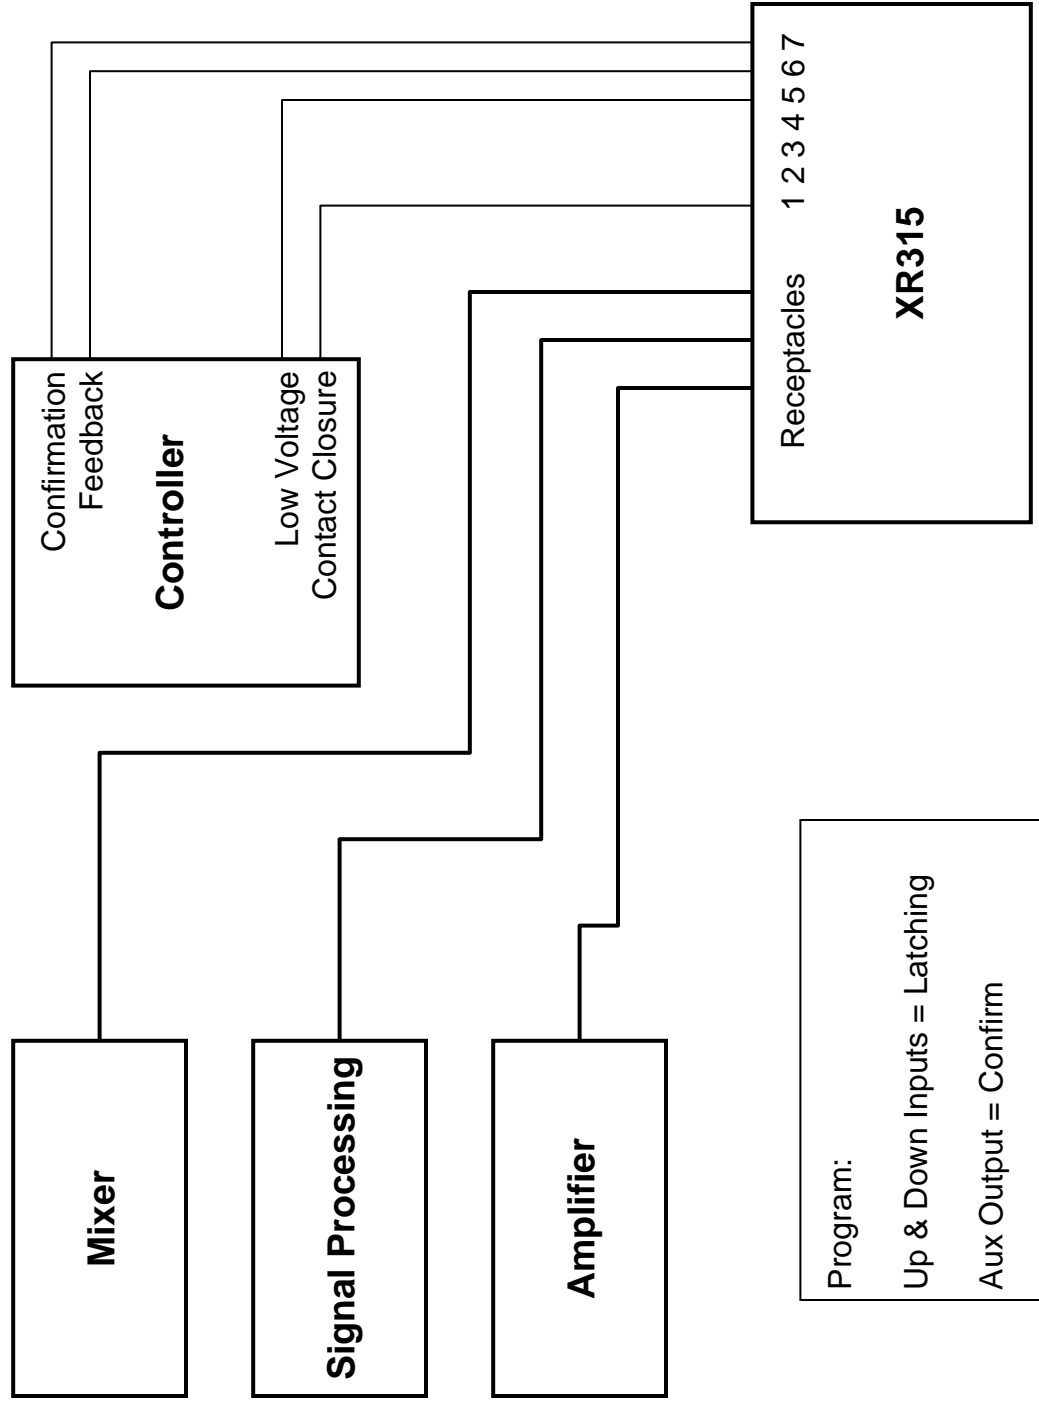 Mixer
Signal Processing
Amplifier
Confirmation
Feedback
Controller
Low Voltage
Contact Closure
Receptacles 1 2 3 4 5 6 7
XR315
Program:
Up & Down Inputs = Latching
Aux Output = Confirm